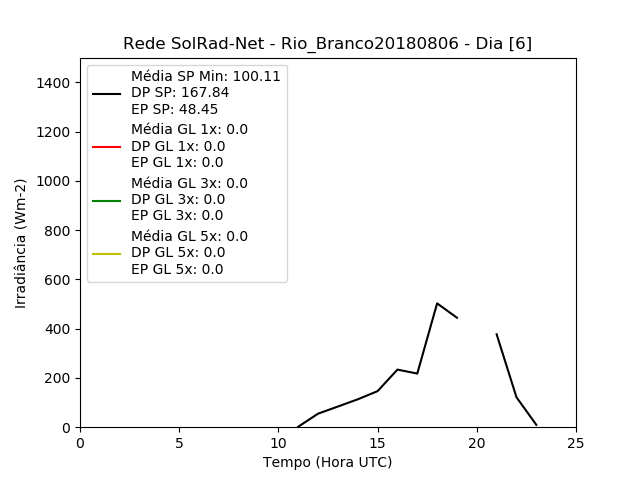 Rede SolRad-Net - Rio_Branco20180806 - Dia [6]
Média SP Min: 100.11
DP SP: 167.84
EP SP: 48.45
Média GL 1x: 0.0
DP GL 1x: 0.0
EP GL 1x: 0.0
Média GL 3x: 0.0
DP GL 3x: 0.0
EP GL 3x: 0.0
Média GL 5x: 0.0
DP GL 5x: 0.0
EP GL 5x: 0.0
Irradiância (Wm-2)
1400
1200
1000
800
600
400
200
0
0 5 10 15 20 25
Tempo (Hora UTC)